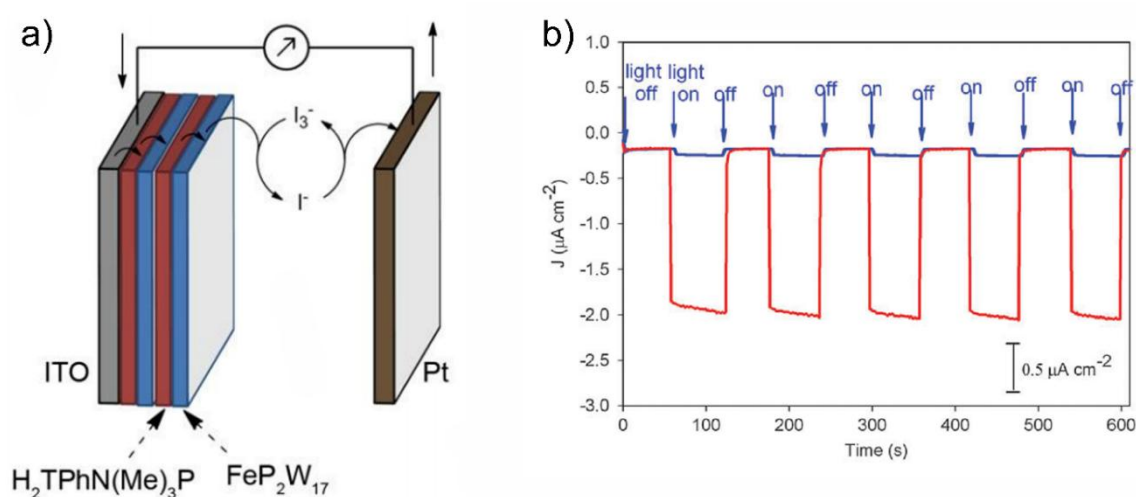 a)
I₃⁻
I⁻
ITO
Pt
H₂TPhN(Me)₃P
FeP₂W₁₇
b)
1.0
0.5
0.0
-0.5
-1.0
-1.5
-2.0
-2.5
-3.0
J (µA cm⁻²)
light off
light on
off
on
off
on
off
on
off
on
off
0.5 µA cm⁻²
0
100
200
300
400
500
600
Time (s)